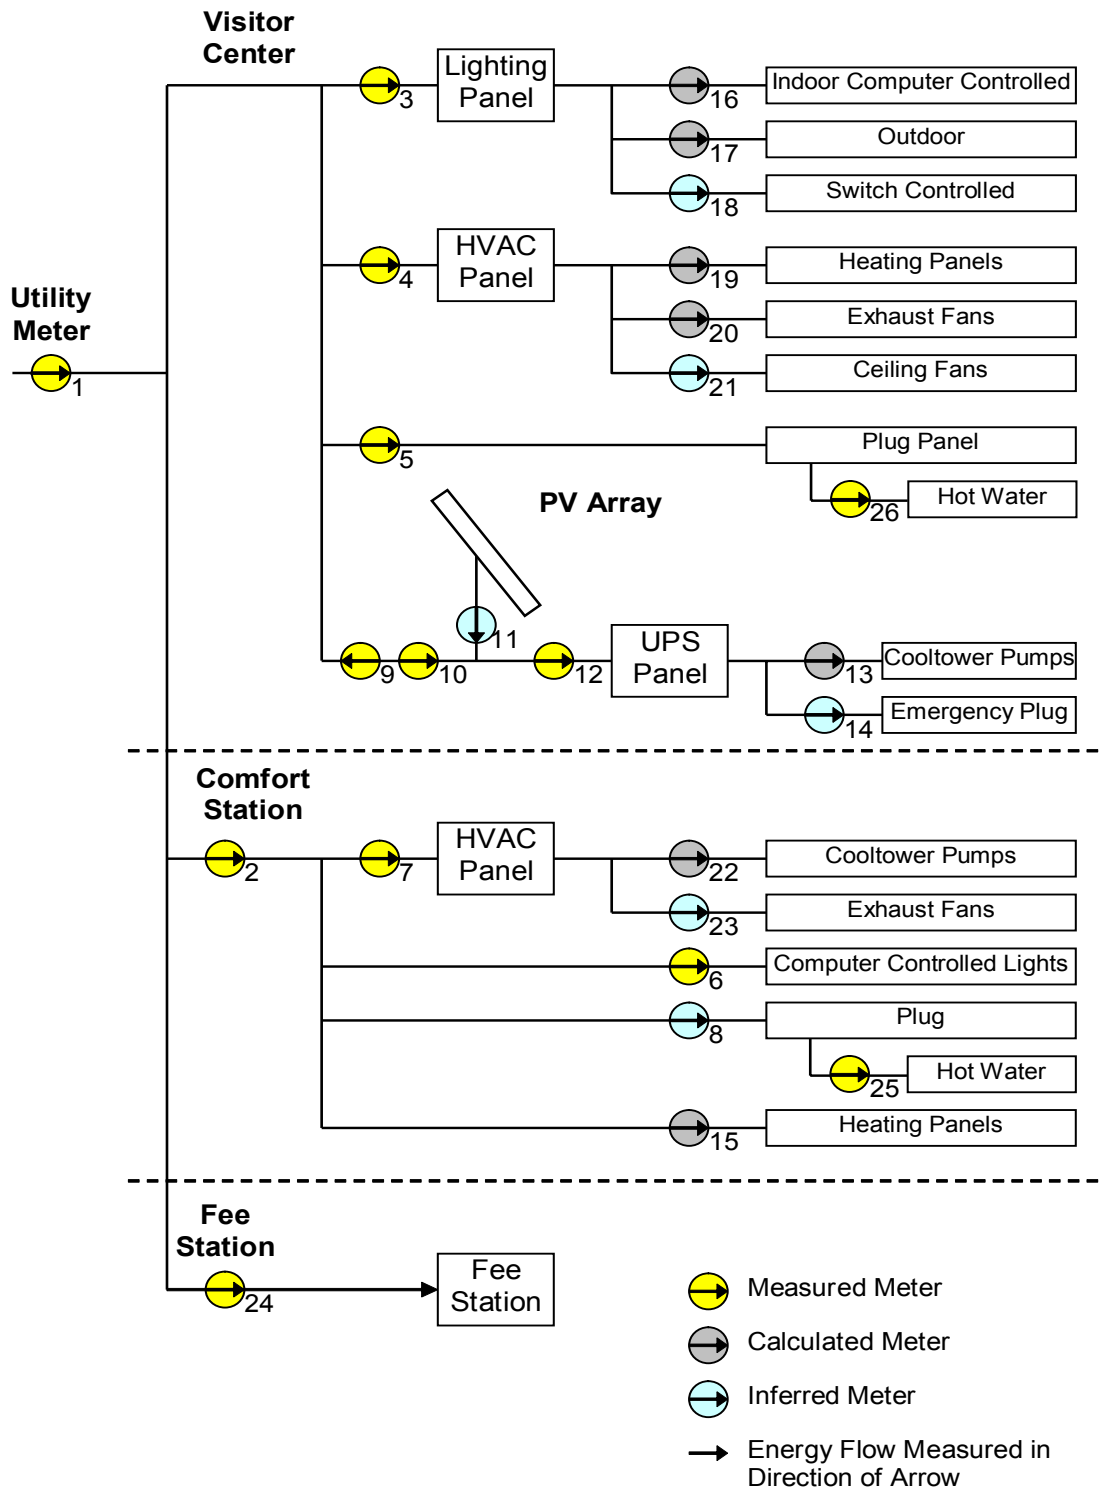 Visitor
Center
Lighting
Panel
3
16
Indoor Computer Controlled
17
Outdoor
18
Switch Controlled
HVAC
Panel
4
19
Heating Panels
20
Exhaust Fans
21
Ceiling Fans
Utility
Meter
1
5
Plug Panel
26
Hot Water
PV Array
11
9
10
12
UPS
Panel
13
Cooltower Pumps
14
Emergency Plug
Comfort
Station
2
7
HVAC
Panel
22
Cooltower Pumps
23
Exhaust Fans
6
Computer Controlled Lights
8
Plug
25
Hot Water
15
Heating Panels
Fee
Station
24
Fee
Station
Measured Meter
Calculated Meter
Inferred Meter
Energy Flow Measured in
Direction of Arrow